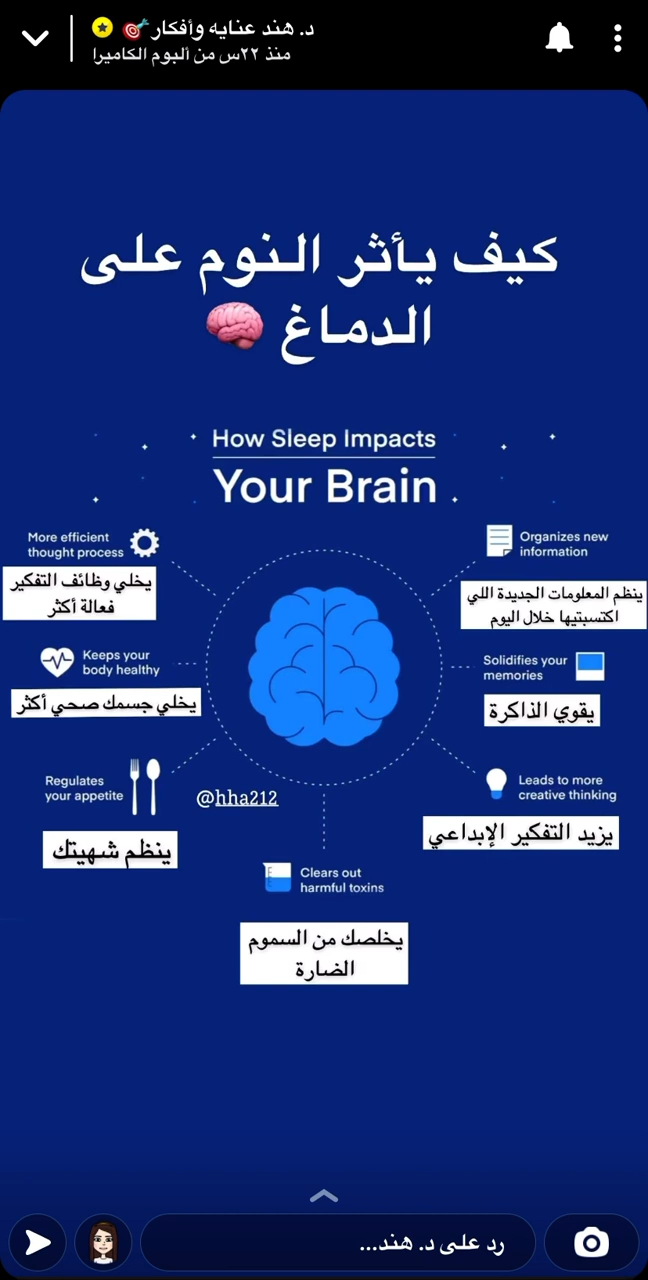 د. هند عنايه وأفكار
منذ ٢٢س من ألبوم الكاميرا
كيف يأثر النوم على
الدماغ
How Sleep Impacts
Your Brain
More efficient
thought process
يخلي وظائف التفكير
فعالة أكثر
Organizes new
information
ينظم المعلومات الجديدة اللي
اكتسبتيها خلال اليوم
Keeps your
body healthy
يخلي جسمك صحي أكثر
Solidifies your
memories
يقوي الذاكرة
Regulates
your appetite
ينظم شهيتك
@hha212
Leads to more
creative thinking
يزيد التفكير الإبداعي
Clears out
harmful toxins
يخلصك من السموم
الضارة
رد على د. هند...